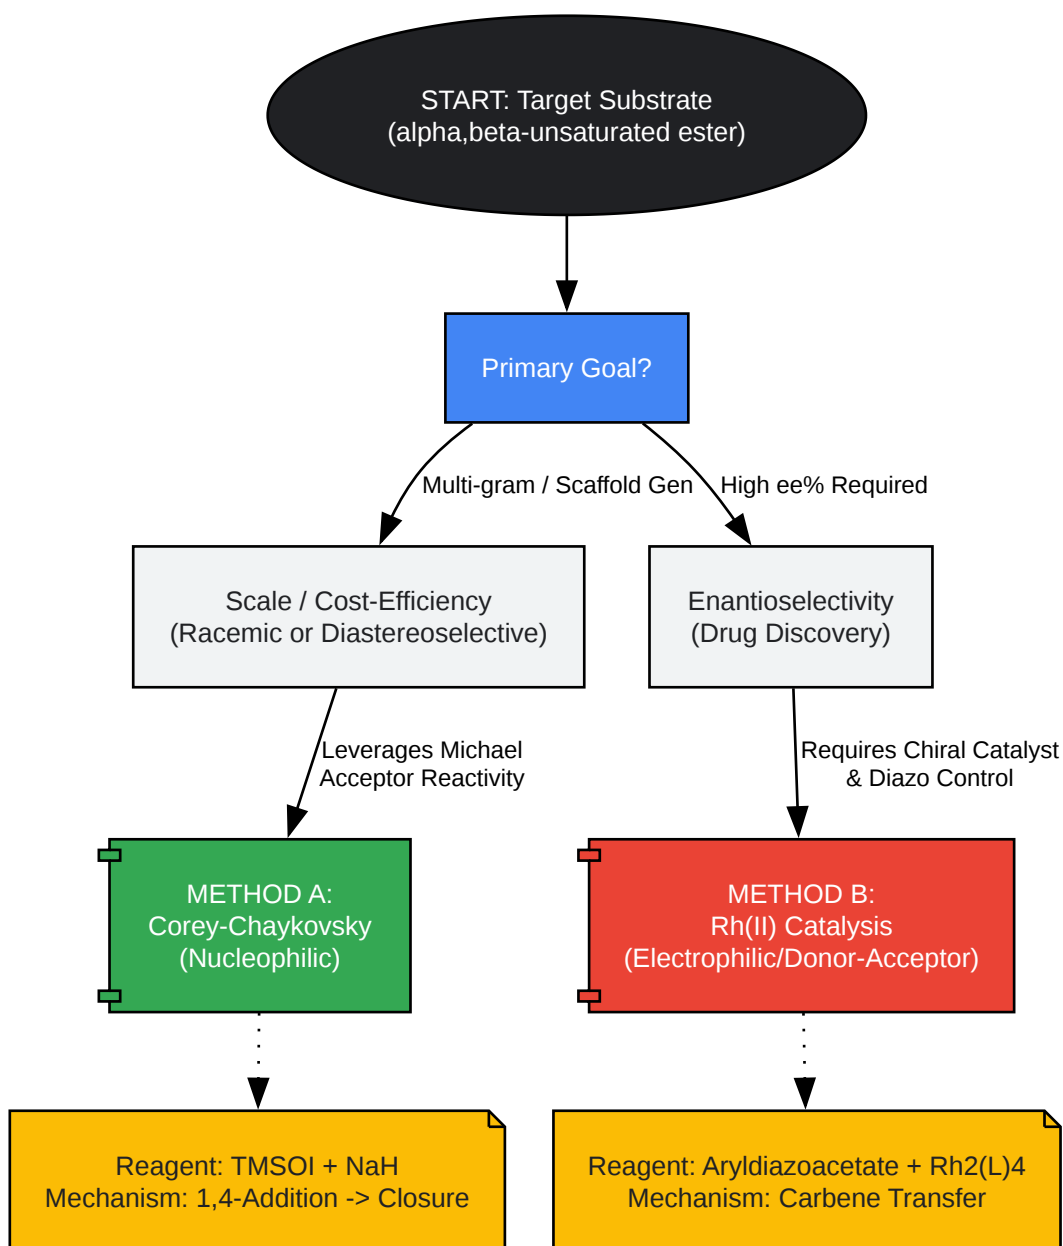 START: Target Substrate
(alpha,beta-unsaturated ester)
Primary Goal?
Multi-gram / Scaffold Gen
High ee% Required
Scale / Cost-Efficiency
(Racemic or Diastereoselective)
Enantioselectivity
(Drug Discovery)
Leverages Michael
Acceptor Reactivity
Requires Chiral Catalyst
& Diazo Control
METHOD A:
Corey-Chaykovsky
(Nucleophilic)
METHOD B:
Rh(II) Catalysis
(Electrophilic/Donor-Acceptor)
Reagent: TMSOI + NaH
Mechanism: 1,4-Addition -> Closure
Reagent: Aryldiazoacetate + Rh2(L)4
Mechanism: Carbene Transfer